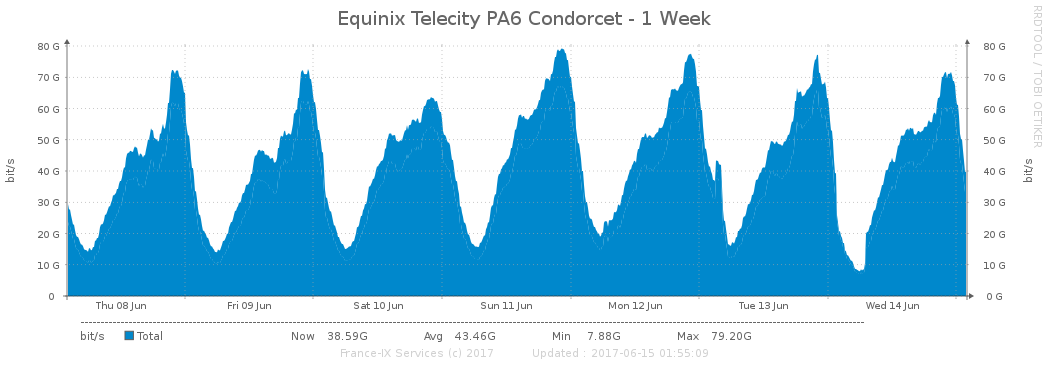 Equinix Telecity PA6 Condorcet - 1 Week
RRDTOOL / TOBI OETIKER
bit/s
bit/s
80 G
80 G
70 G
70 G
60 G
60 G
50 G
50 G
40 G
40 G
30 G
30 G
20 G
20 G
10 G
10 G
0
0 G
Thu 08 Jun
Fri 09 Jun
Sat 10 Jun
Sun 11 Jun
Mon 12 Jun
Tue 13 Jun
Wed 14 Jun
bit/s Total Now 38.59G Avg 43.46G Min 7.88G Max 79.20G
France-IX Services (c) 2017 Updated : 2017-06-15 01:55:09